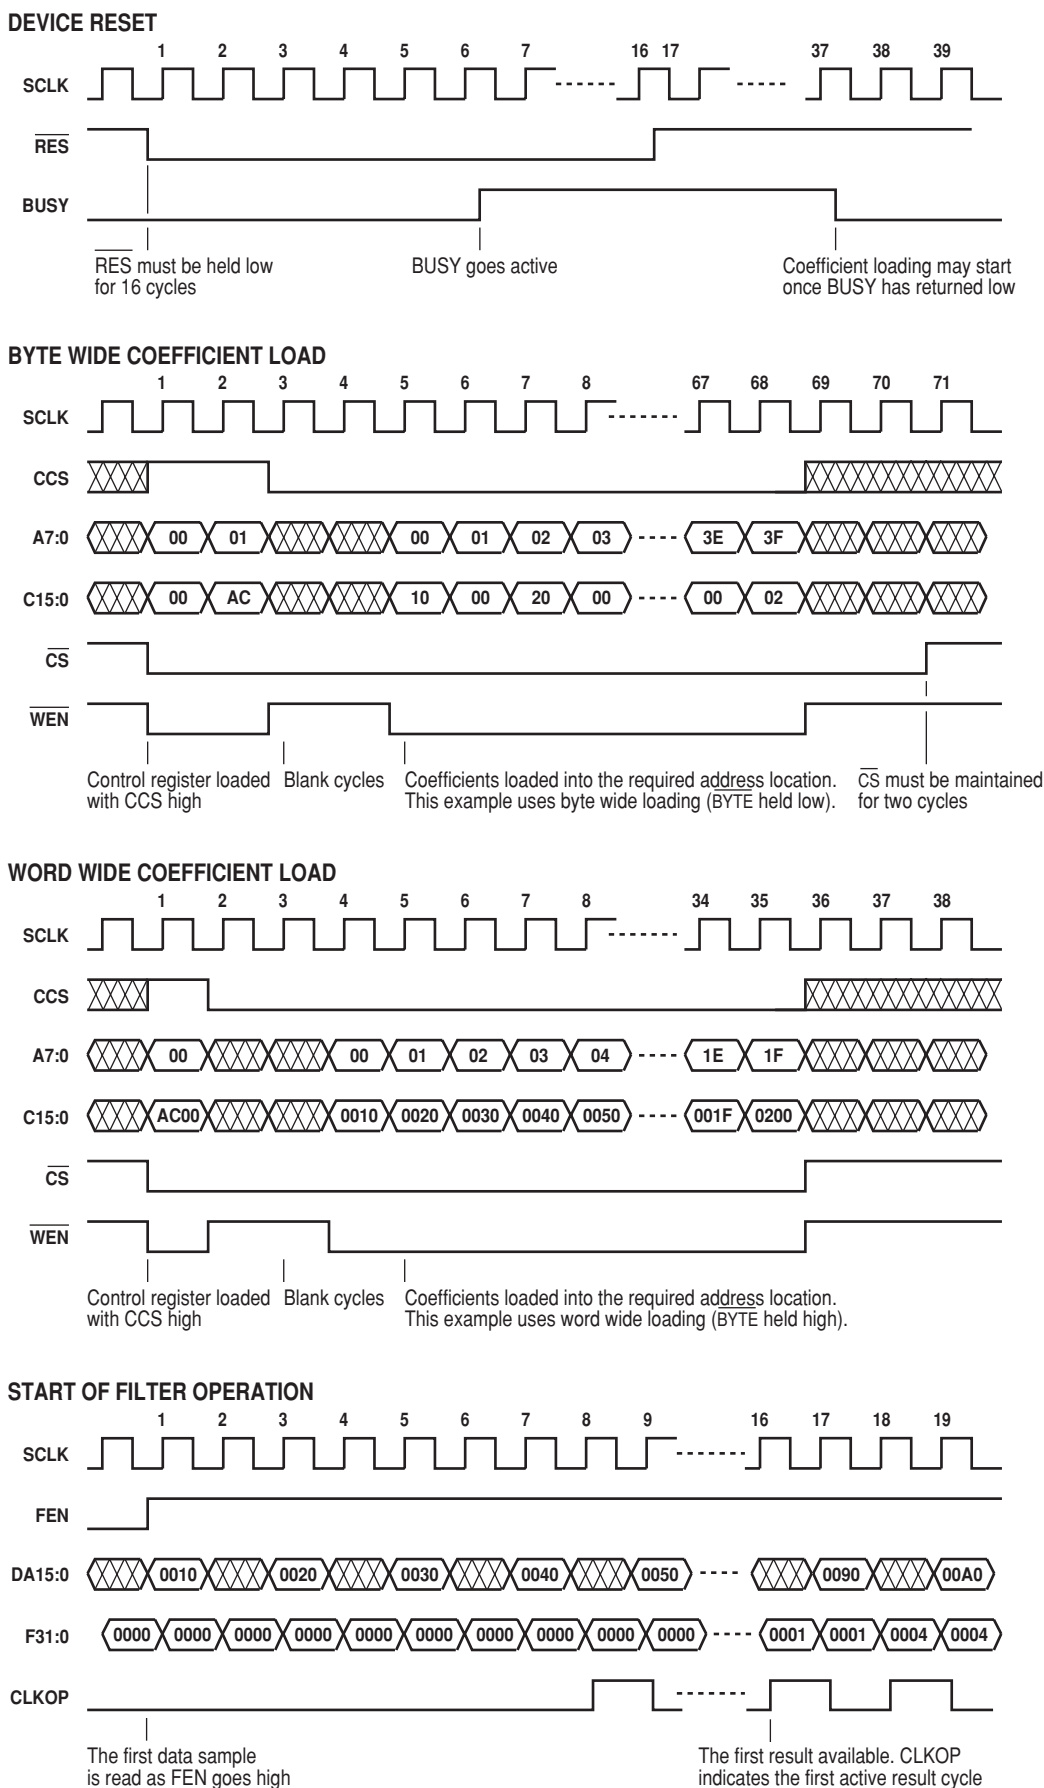 DEVICE RESET
1 2 3 4 5 6 7 16 17 37 38 39
SCLK
RES
BUSY
RES must be held low
for 16 cycles
BUSY goes active
Coefficient loading may start
once BUSY has returned low
BYTE WIDE COEFFICIENT LOAD
1 2 3 4 5 6 7 8 67 68 69 70 71
SCLK
CCS
A7:0 00 01 00 01 02 03 3E 3F
C15:0 00 AC 10 00 20 00 00 02
CS
WEN
Control register loaded
with CCS high
Blank cycles
Coefficients loaded into the required address location.
This example uses byte wide loading (BYTE held low).
CS must be maintained
for two cycles
WORD WIDE COEFFICIENT LOAD
1 2 3 4 5 6 7 8 34 35 36 37 38
SCLK
CCS
A7:0 00 00 01 02 03 04 1E 1F
C15:0 AC00 0010 0020 0030 0040 0050 001F 0200
CS
WEN
Control register loaded
with CCS high
Blank cycles
Coefficients loaded into the required address location.
This example uses word wide loading (BYTE held high).
START OF FILTER OPERATION
1 2 3 4 5 6 7 8 9 16 17 18 19
SCLK
FEN
DA15:0 0010 0020 0030 0040 0050 0090 00A0
F31:0 0000 0000 0000 0000 0000 0000 0000 0000 0000 0000 0001 0001 0004 0004
CLKOP
The first data sample
is read as FEN goes high
The first result available. CLKOP
indicates the first active result cycle